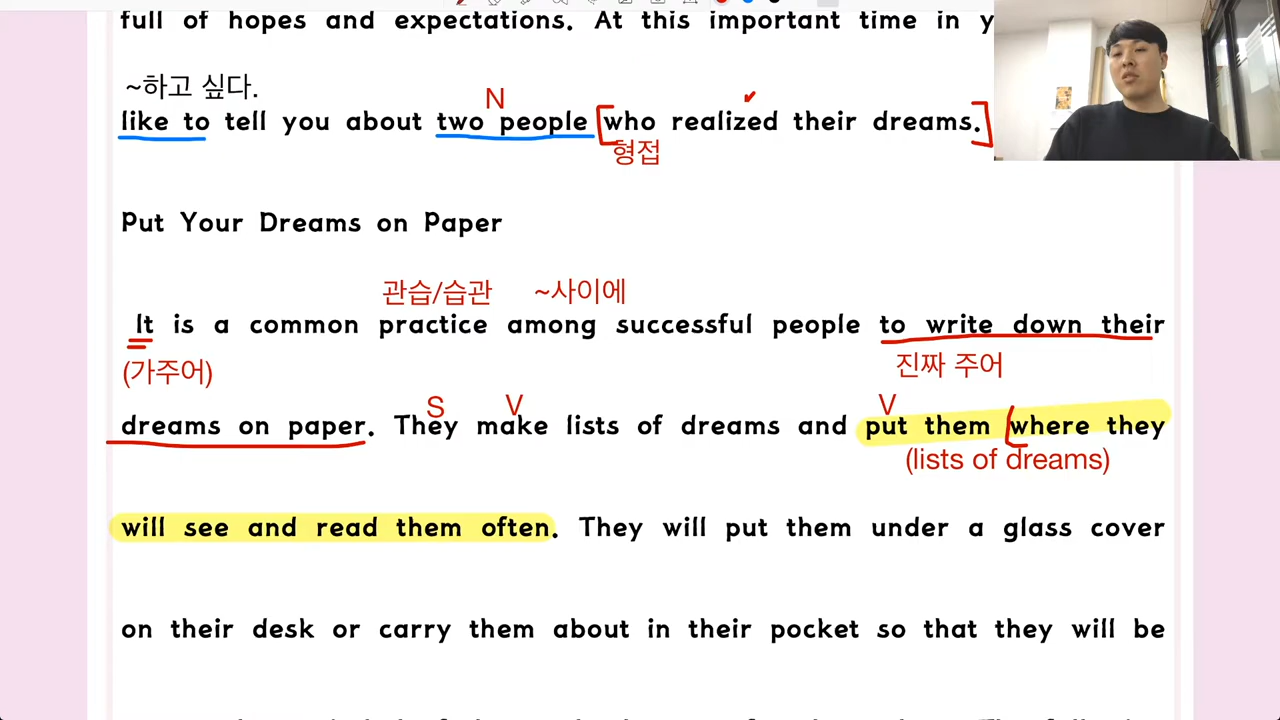 full of hopes and expectations. At this important time in y
~하고 싶다.
N
like to tell you about two people [who realized their dreams.]
형접
Put Your Dreams on Paper
관습/습관 ~사이에
It is a common practice among successful people to write down their
(가주어) 진짜 주어
S V V
dreams on paper. They make lists of dreams and put them [where they
(lists of dreams)
will see and read them often. They will put them under a glass cover
on their desk or carry them about in their pocket so that they will be